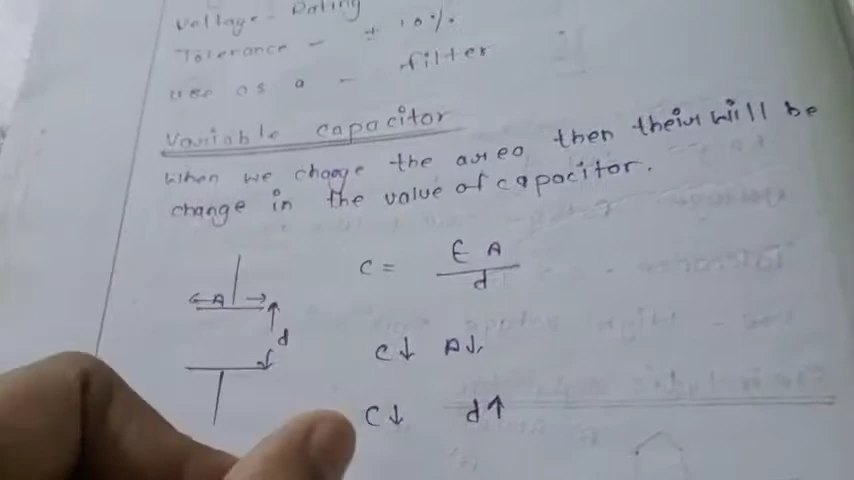 Voltage - Rating
Tolerance - ± 10%
use as a - filter
Variable capacitor
when we change the area then their will be
change in the value of capacitor.
C = E A
d
A
d
C↓ A↓
C↓ d↑